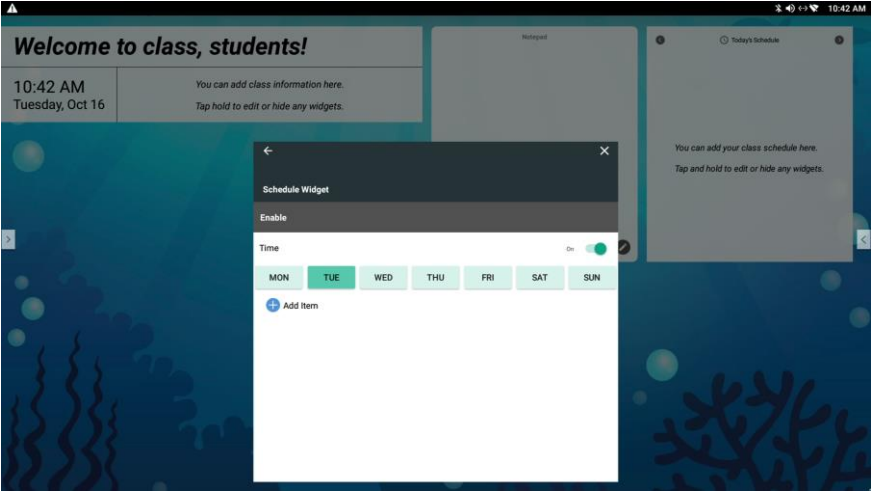 10:42 AM
Welcome to class, students!
10:42 AM
Tuesday, Oct 16
You can add class information here.
Tap hold to edit or hide any widgets.
Notepad
Today's Schedule
You can add your class schedule here.
Tap and hold to edit or hide any widgets.
Schedule Widget
Enable
Time
On
MON TUE WED THU FRI SAT SUN
Add Item